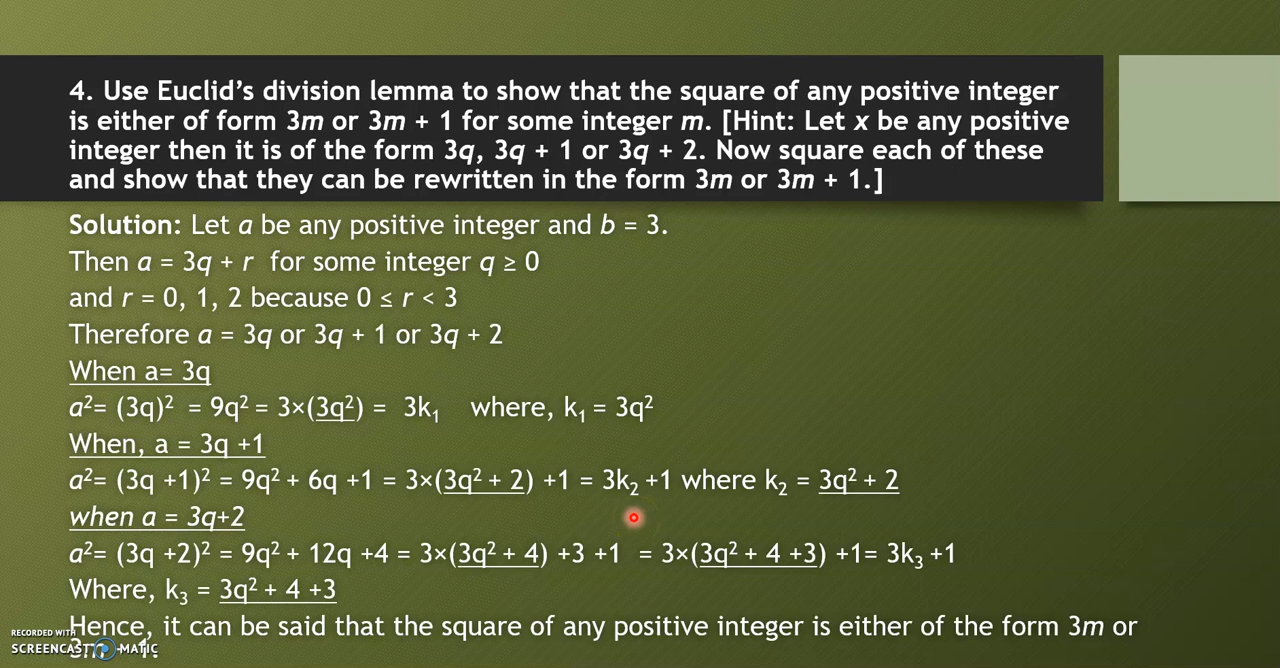 4. Use Euclid’s division lemma to show that the square of any positive integer
is either of form 3m or 3m + 1 for some integer m. [Hint: Let x be any positive
integer then it is of the form 3q, 3q + 1 or 3q + 2. Now square each of these
and show that they can be rewritten in the form 3m or 3m + 1.]
Solution: Let a be any positive integer and b = 3.
Then a = 3q + r for some integer q ≥ 0
and r = 0, 1, 2 because 0 ≤ r < 3
Therefore a = 3q or 3q + 1 or 3q + 2
When a= 3q
a²= (3q)² = 9q² = 3×(3q²) = 3k₁ where, k₁ = 3q²
When, a = 3q +1
a²= (3q +1)² = 9q² + 6q +1 = 3×(3q² + 2) +1 = 3k₂ +1 where k₂ = 3q² + 2
when a = 3q+2
a²= (3q +2)² = 9q² + 12q +4 = 3×(3q² + 4) +3 +1 = 3×(3q² + 4 +3) +1= 3k₃ +1
Where, k₃ = 3q² + 4 +3
Hence, it can be said that the square of any positive integer is either of the form 3m or
3m + 1.
RECORDED WITH
SCREENCAST MATIC